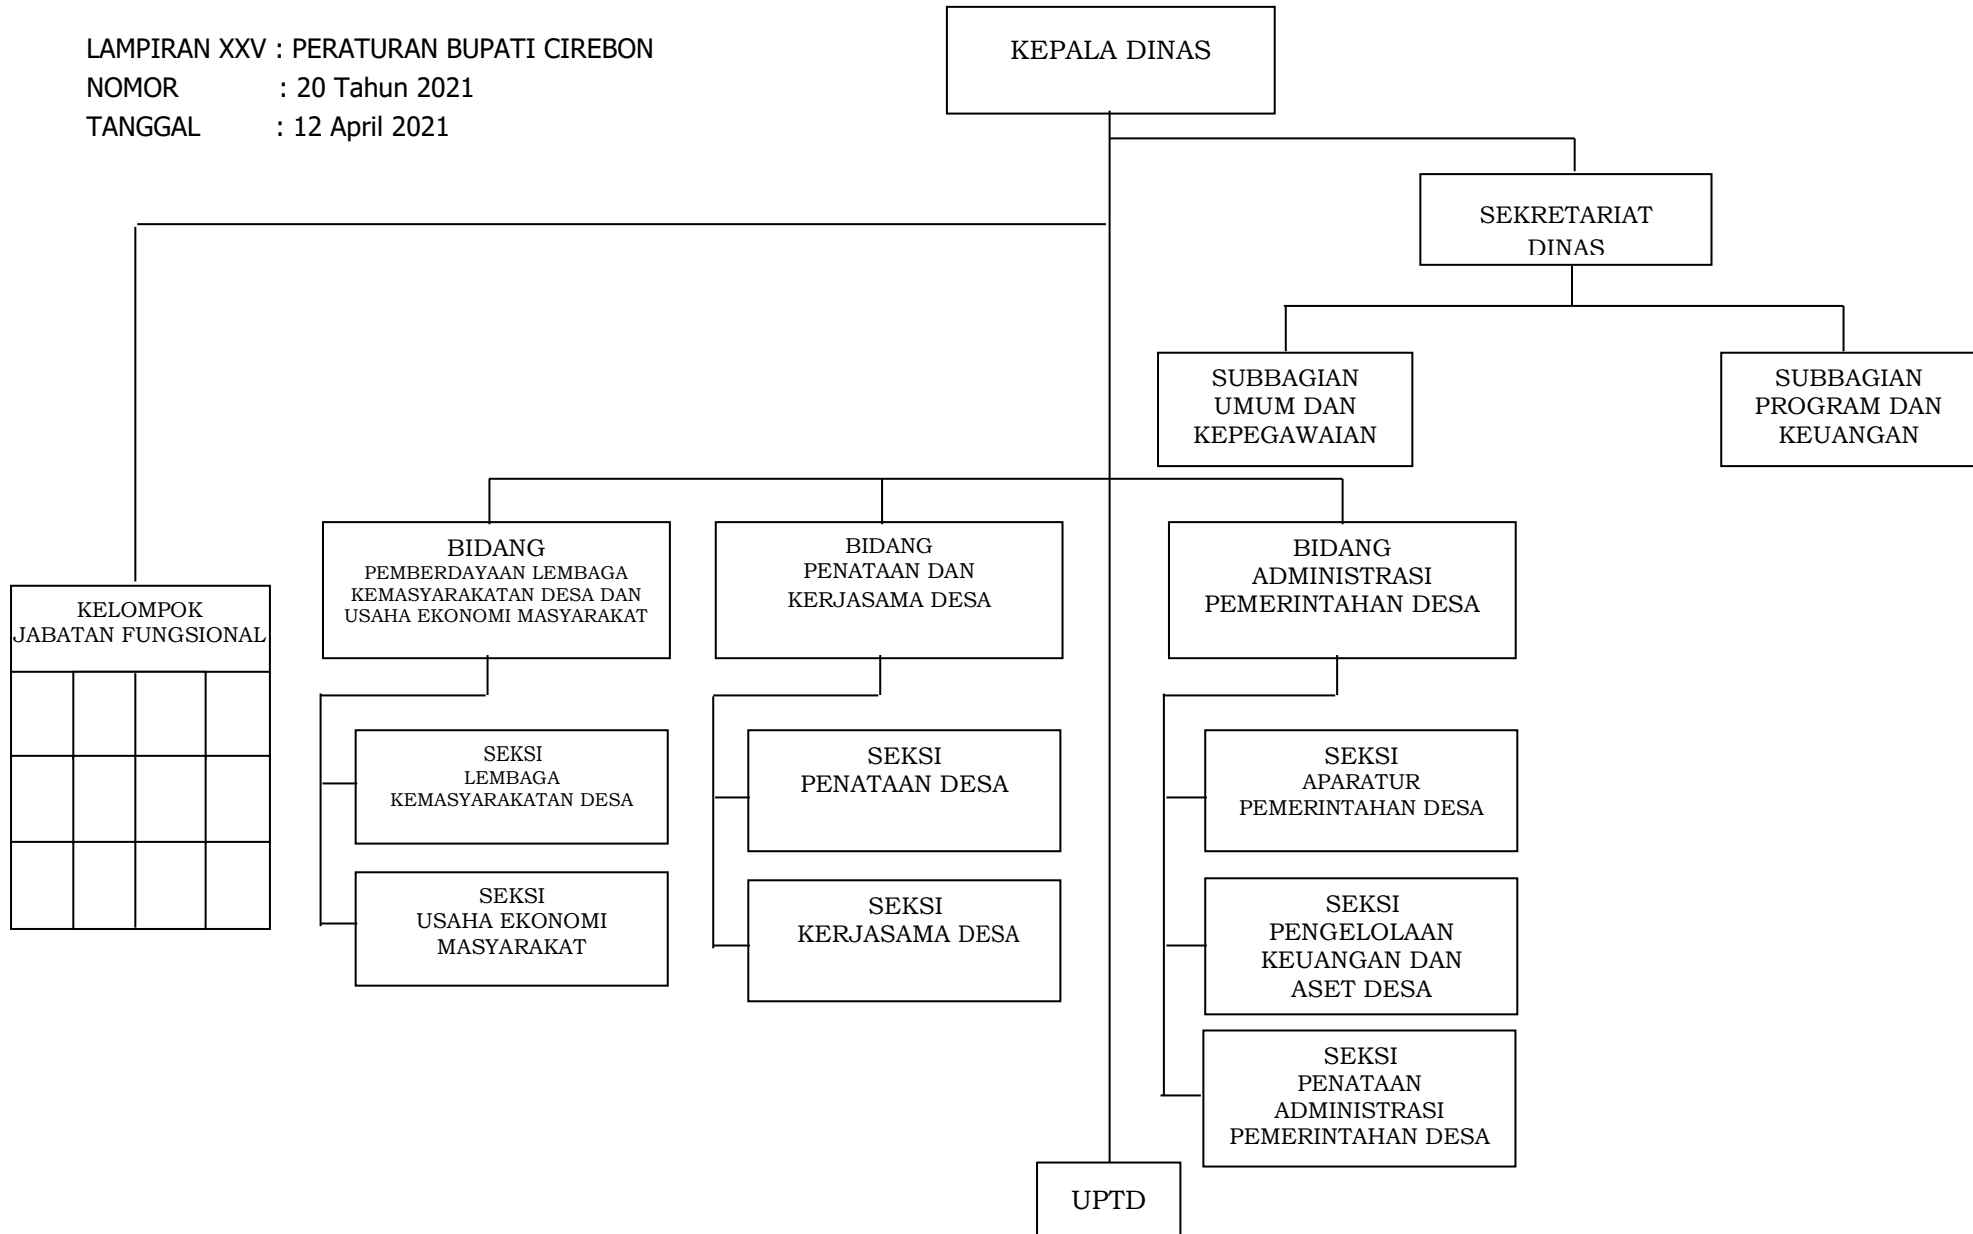 LAMPIRAN XXV : PERATURAN BUPATI CIREBON
NOMOR : 20 Tahun 2021
TANGGAL : 12 April 2021
KEPALA DINAS
SEKRETARIAT
DINAS
SUBBAGIAN
UMUM DAN
KEPEGAWAIAN
SUBBAGIAN
PROGRAM DAN
KEUANGAN
KELOMPOK
JABATAN FUNGSIONAL
BIDANG
PEMBERDAYAAN LEMBAGA
KEMASYARAKATAN DESA DAN
USAHA EKONOMI MASYARAKAT
BIDANG
PENATAAN DAN
KERJASAMA DESA
BIDANG
ADMINISTRASI
PEMERINTAHAN DESA
SEKSI
LEMBAGA
KEMASYARAKATAN DESA
SEKSI
USAHA EKONOMI
MASYARAKAT
SEKSI
PENATAAN DESA
SEKSI
KERJASAMA DESA
SEKSI
APARATUR
PEMERINTAHAN DESA
SEKSI
PENGELOLAAN
KEUANGAN DAN
ASET DESA
SEKSI
PENATAAN
ADMINISTRASI
PEMERINTAHAN DESA
UPTD